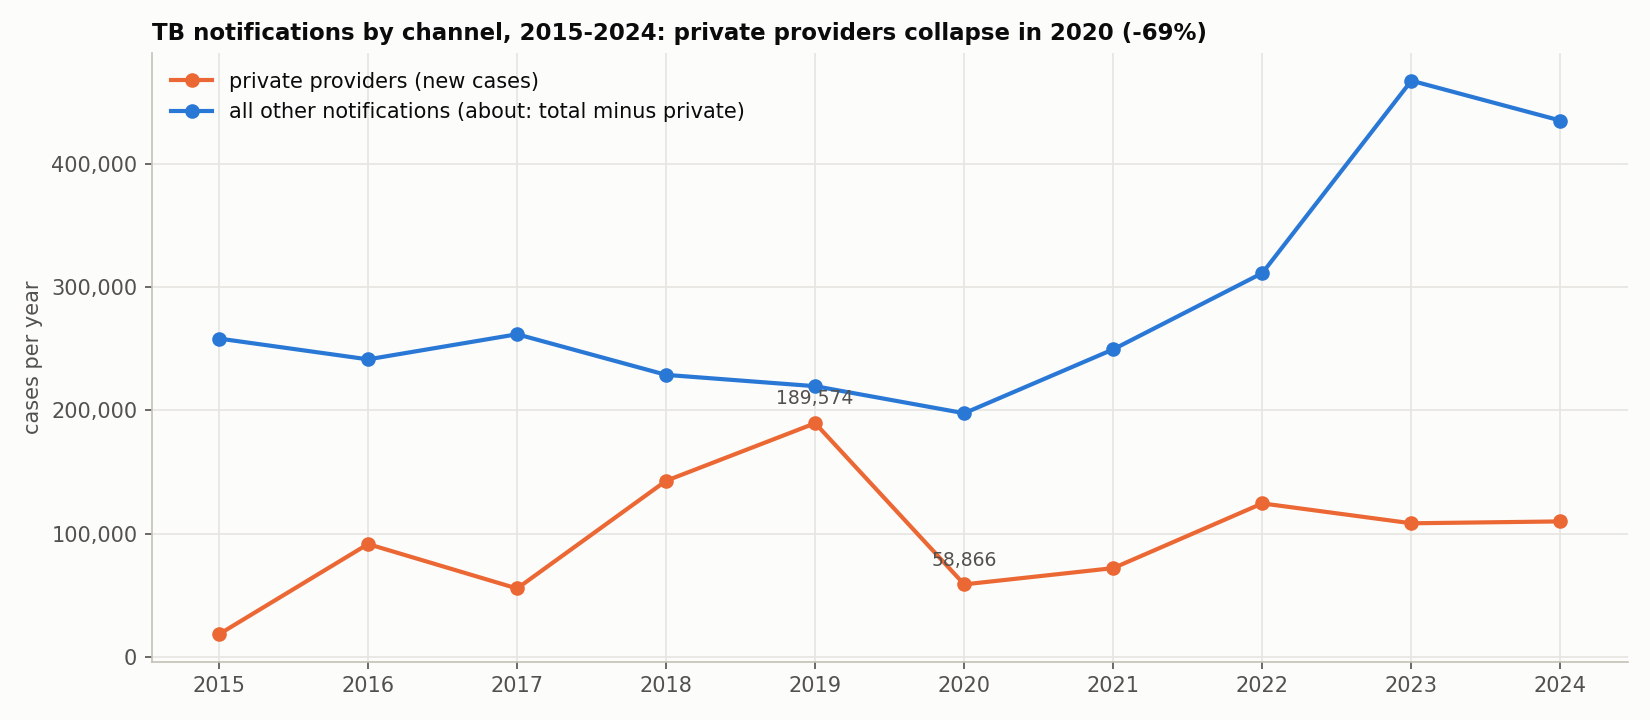 TB notifications by channel, 2015-2024: private providers collapse in 2020 (-69%)
private providers (new cases)
all other notifications (about: total minus private)
cases per year
400,000
300,000
200,000
100,000
0
189,574
58,866
2015 2016 2017 2018 2019 2020 2021 2022 2023 2024